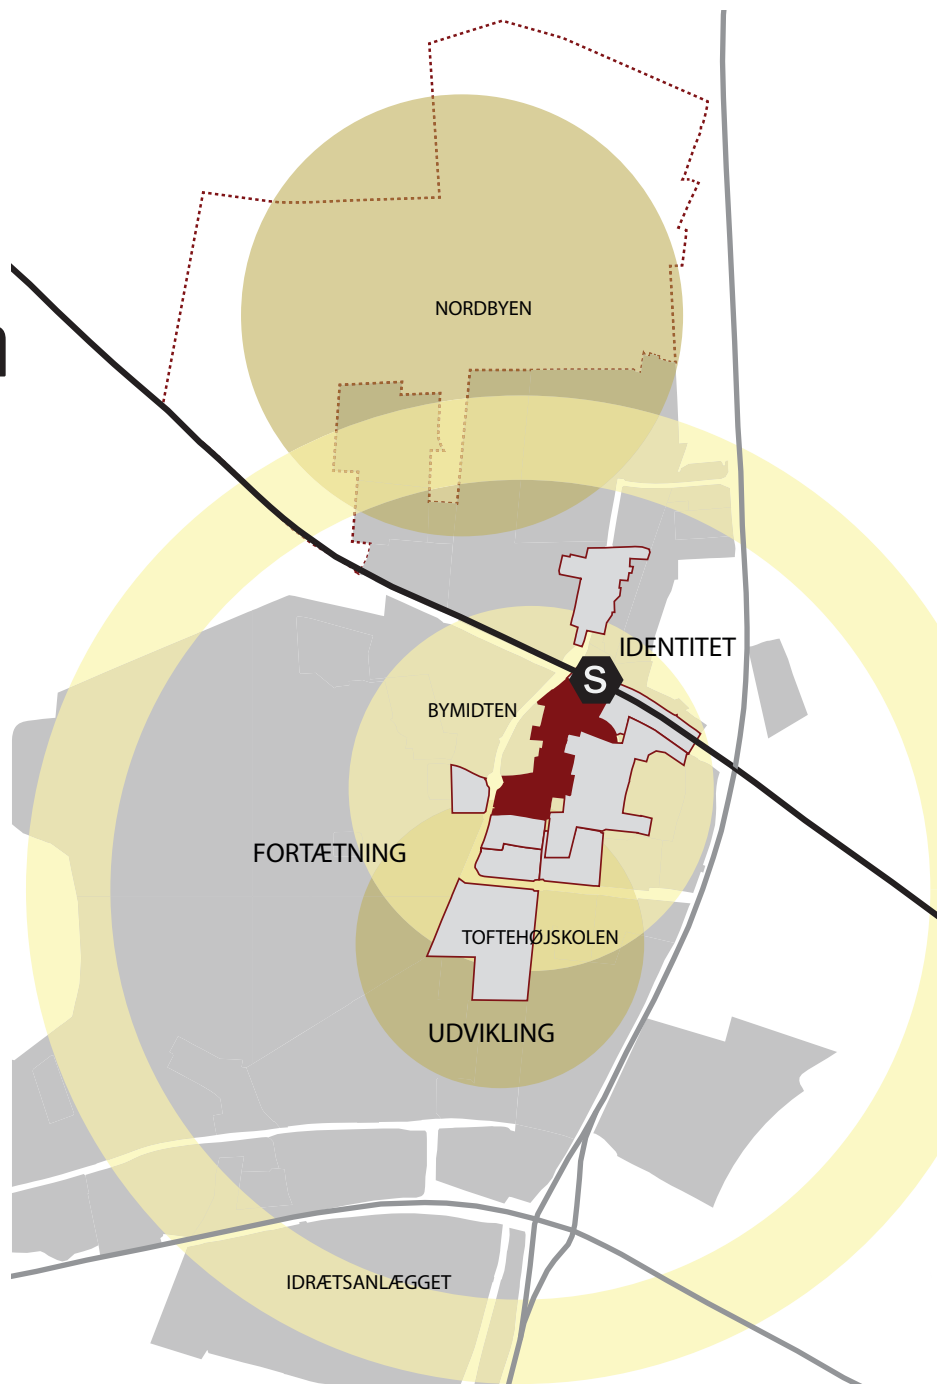 NORDBYEN
IDENTITET
S
BYMIDTEN
FORTÆTNING
TOFTEHØJSKOLEN
UDVIKLING
IDRÆTSANLÆGGET